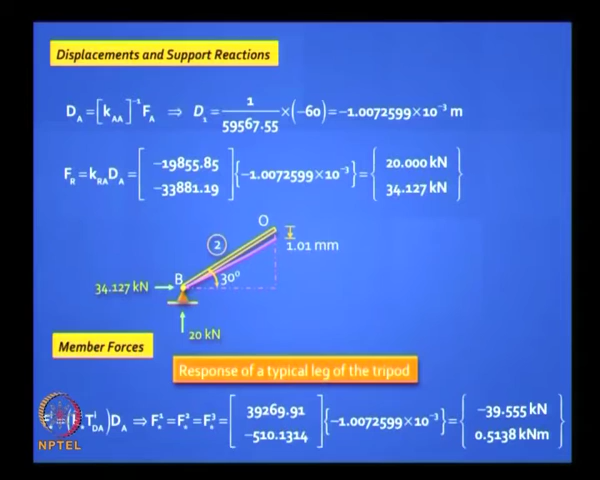 Displacements and Support Reactions
D_A = [k_AA]^-1 F_A ⇒ D_1 = 1/59567.55 × (−60) = −1.0072599×10^-3 m
F_R = k_RA D_A = [−19855.85 −33881.19] {−1.0072599×10^-3} = {20.000 kN 34.127 kN}
O
2
1.01 mm
B
30°
34.127 kN
20 kN
Member Forces
Response of a typical leg of the tripod
T^i_DA) D_A ⇒ F_*^1 = F_*^2 = F_*^3 = [39269.91 −510.1314] {−1.0072599×10^-3} = {−39.555 kN 0.5138 kNm}
NPTEL